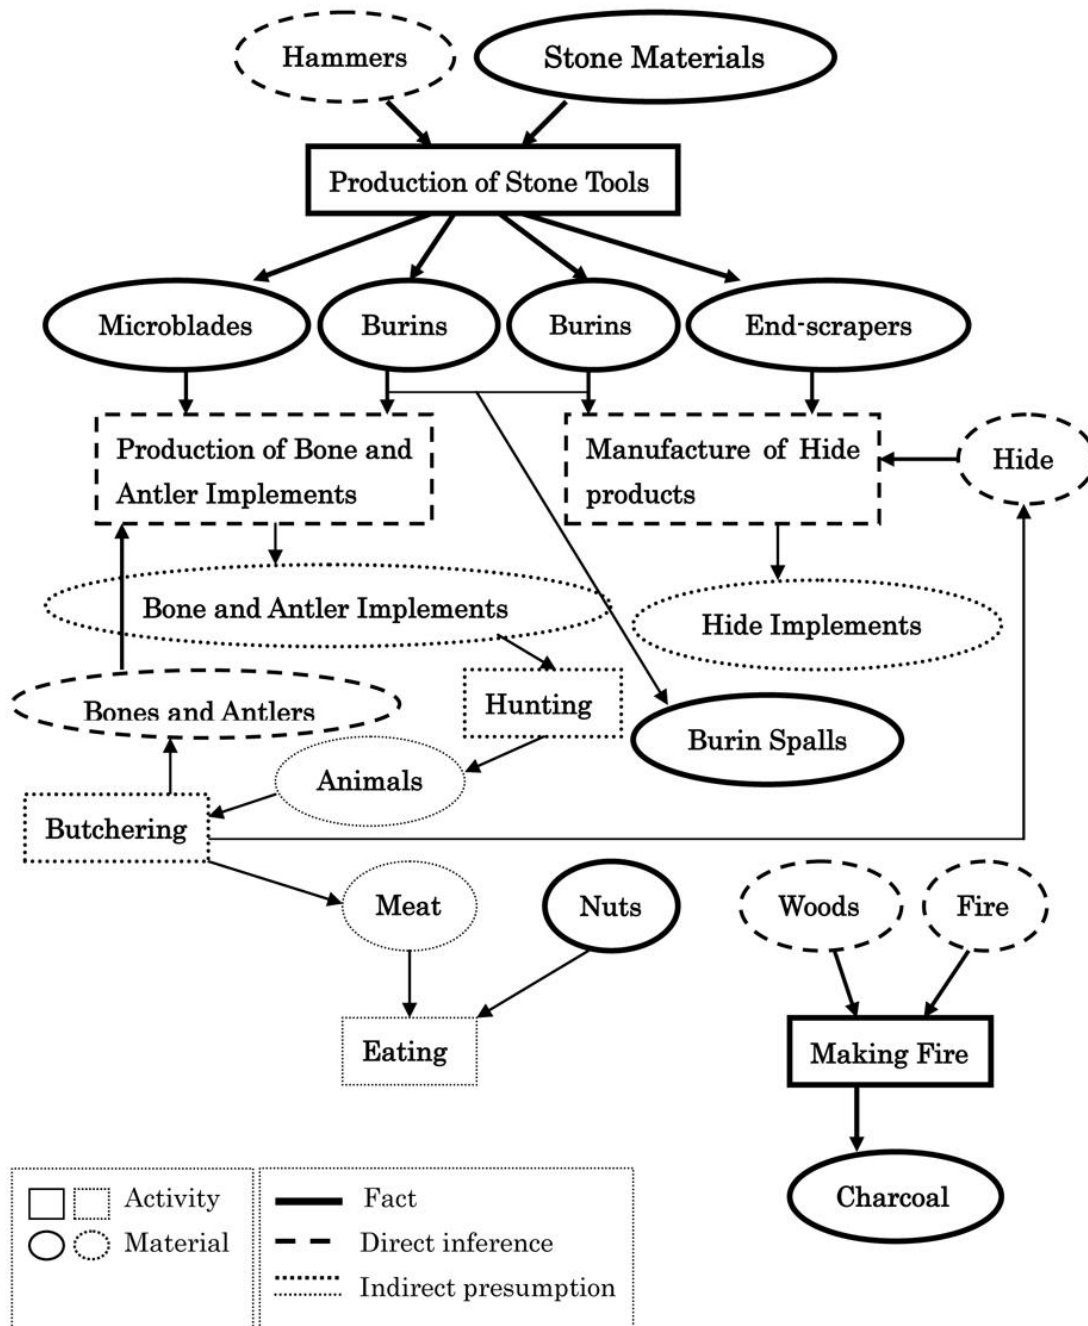 Hammers
Stone Materials
Production of Stone Tools
Microblades
Burins
Burins
End-scrapers
Production of Bone and
Antler Implements
Manufacture of Hide
products
Hide
Bone and Antler Implements
Hide Implements
Bones and Antlers
Hunting
Burin Spalls
Animals
Butchering
Meat
Nuts
Woods
Fire
Eating
Making Fire
Charcoal
Activity
Material
Fact
Direct inference
Indirect presumption